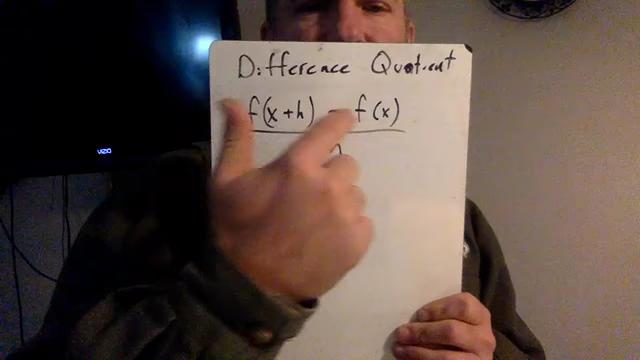 VIZIO
Difference Quotient
f(x+h) - f(x)